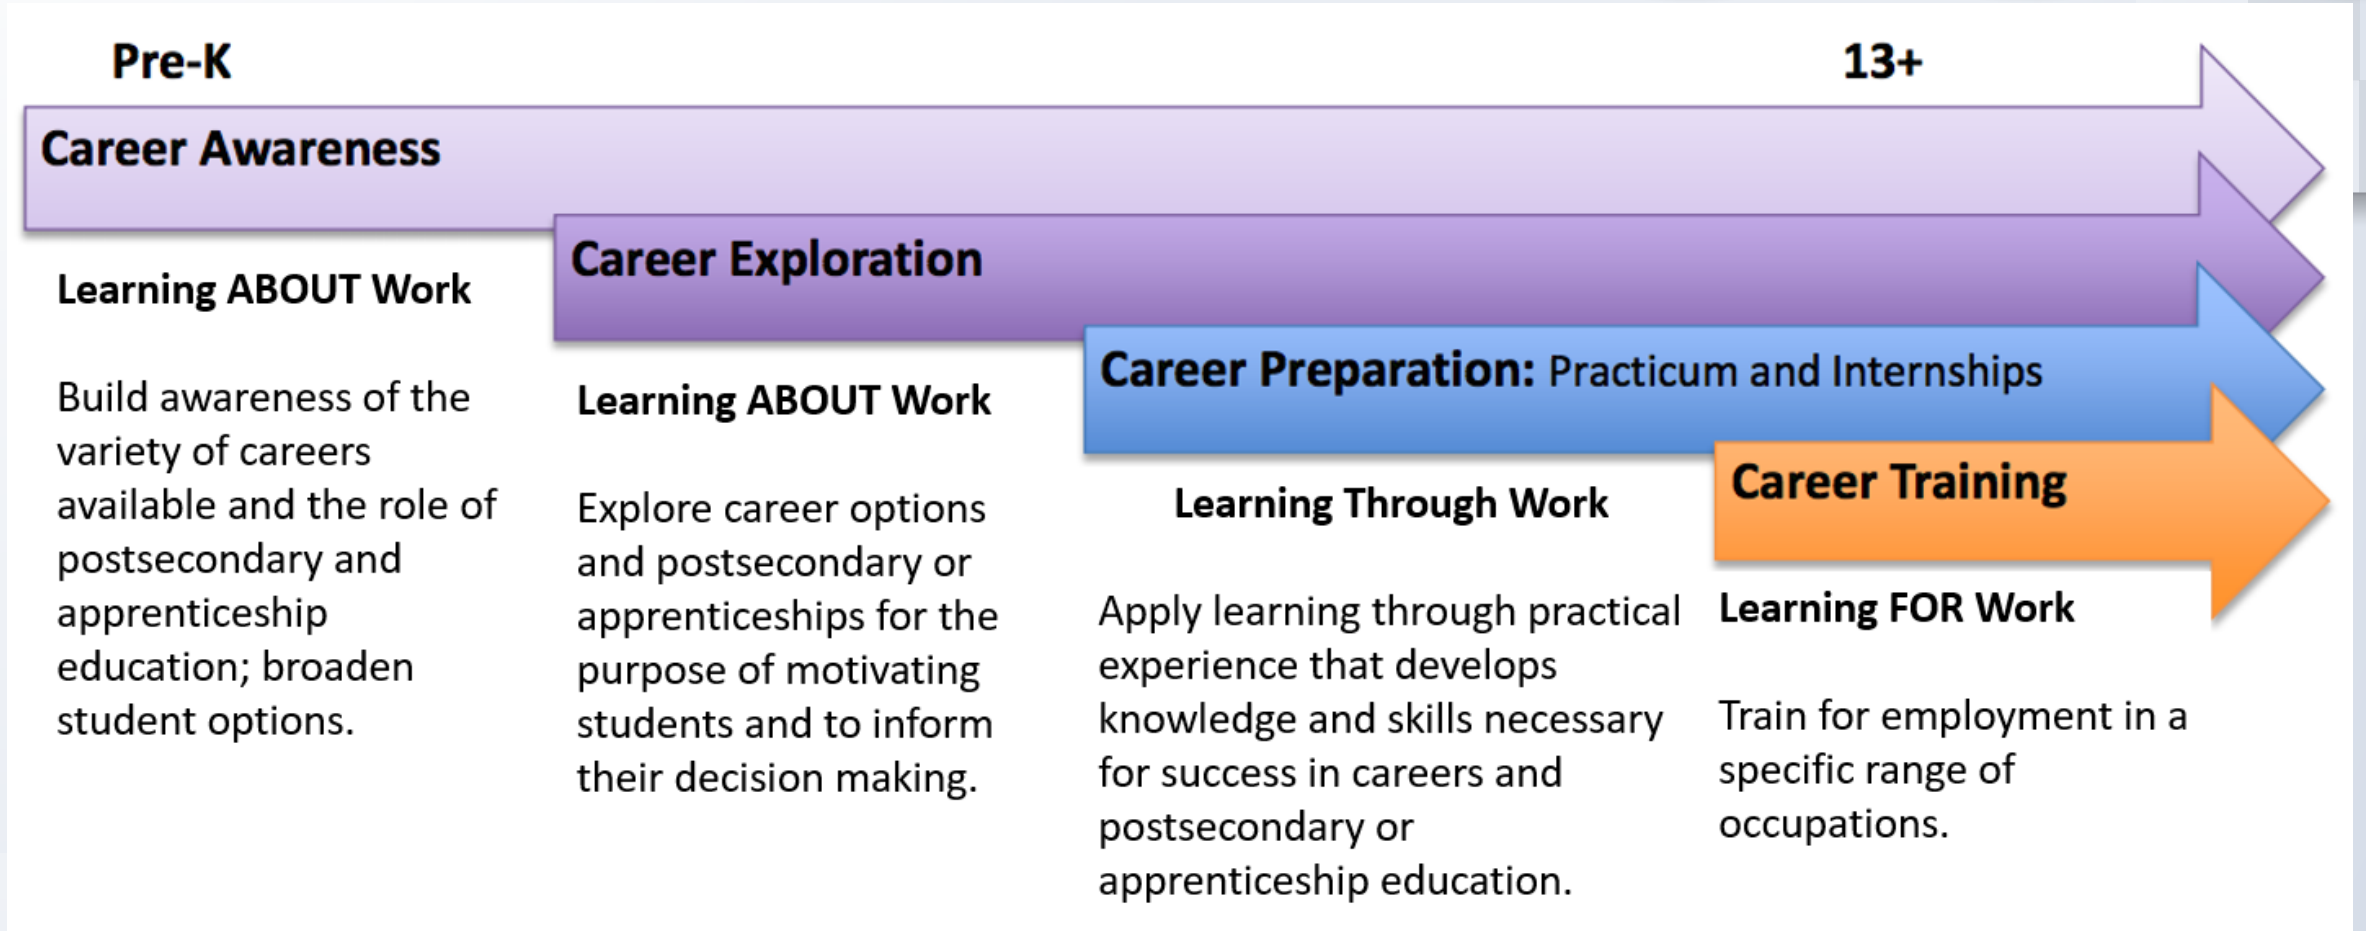 Pre-K
13+
Career Awareness
Learning ABOUT Work
Build awareness of the
variety of careers
available and the role of
postsecondary and
apprenticeship
education; broaden
student options.
Career Exploration
Learning ABOUT Work
Explore career options
and postsecondary or
apprenticeships for the
purpose of motivating
students and to inform
their decision making.
Career Preparation: Practicum and Internships
Learning Through Work
Apply learning through practical
experience that develops
knowledge and skills necessary
for success in careers and
postsecondary or
apprenticeship education.
Career Training
Learning FOR Work
Train for employment in a
specific range of
occupations.